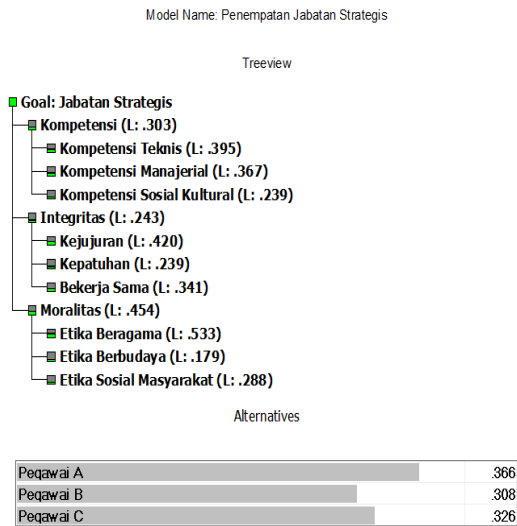 Model Name: Penempatan Jabatan Strategis
Treeview
Goal: Jabatan Strategis
Kompetensi (L: .303)
Kompetensi Teknis (L: .395)
Kompetensi Manajerial (L: .367)
Kompetensi Sosial Kultural (L: .239)
Integritas (L: .243)
Kejujuran (L: .420)
Kepatuhan (L: .239)
Bekerja Sama (L: .341)
Moralitas (L: .454)
Etika Beragama (L: .533)
Etika Berbudaya (L: .179)
Etika Sosial Masyarakat (L: .288)
Alternatives
Pegawai A .366
Pegawai B .308
Pegawai C .326